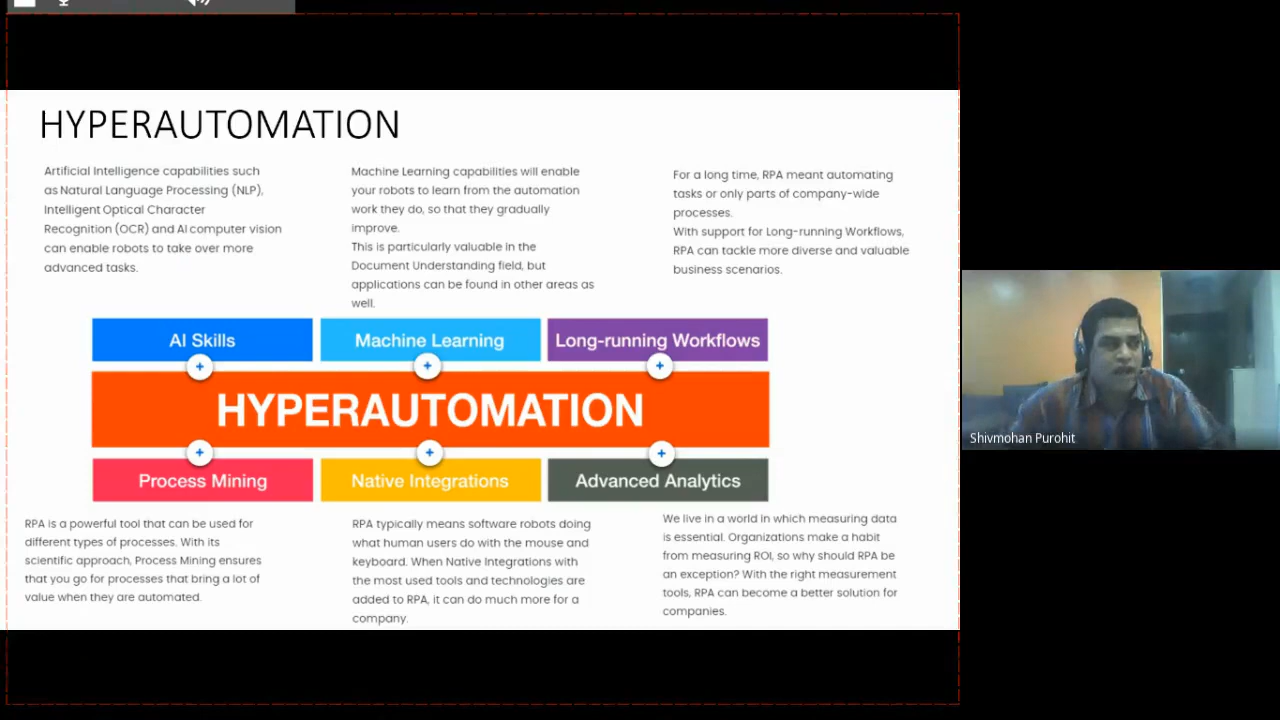 HYPERAUTOMATION
Artificial Intelligence capabilities such
as Natural Language Processing (NLP),
Intelligent Optical Character
Recognition (OCR) and AI computer vision
can enable robots to take over more
advanced tasks.
Machine Learning capabilities will enable
your robots to learn from the automation
work they do, so that they gradually
improve.
This is particularly valuable in the
Document Understanding field, but
applications can be found in other areas as
well.
For a long time, RPA meant automating
tasks or only parts of company-wide
processes.
With support for Long-running Workflows,
RPA can tackle more diverse and valuable
business scenarios.
AI Skills
Machine Learning
Long-running Workflows
HYPERAUTOMATION
Process Mining
Native Integrations
Advanced Analytics
RPA is a powerful tool that can be used for
different types of processes. With its
scientific approach, Process Mining ensures
that you go for processes that bring a lot of
value when they are automated.
RPA typically means software robots doing
what human users do with the mouse and
keyboard. When Native Integrations with
the most used tools and technologies are
added to RPA, it can do much more for a
company.
We live in a world in which measuring data
is essential. Organizations make a habit
from measuring ROI, so why should RPA be
an exception? With the right measurement
tools, RPA can become a better solution for
companies.
Shivmohan Purohit